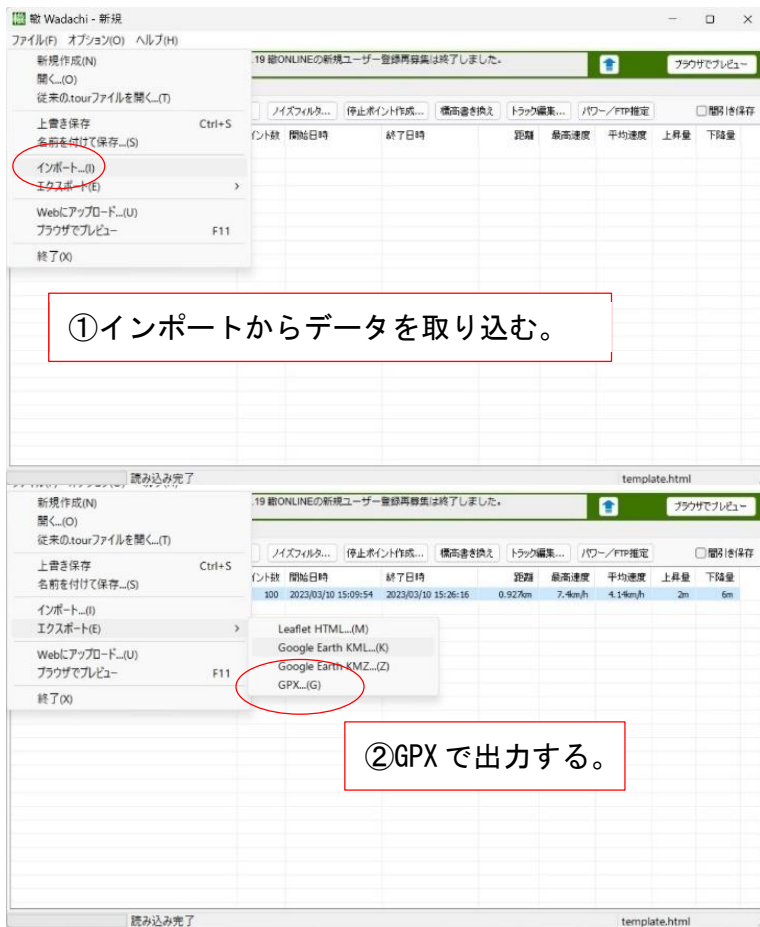 轍 Wadachi - 新規
ファイル(F) オプション(O) ヘルプ(H)
新規作成(N)
開く...(O)
従来の.tourファイルを開く...(T)
上書き保存 Ctrl+S
名前を付けて保存...(S)
インポート...(I)
エクスポート(E) >
Webにアップロード...(U)
ブラウザでプレビュー F11
終了(X)
.19 轍ONLINEの新規ユーザー登録再募集は終了しました。
ブラウザでプレビュー
ノイズフィルタ... 停止ポイント作成... 標高書き換え トラック編集... パワー/FTP推定 間引き保存
イント数 開始日時 終了日時 距離 最高速度 平均速度 上昇量 下降量
①インポートからデータを取り込む。
読み込み完了 template.html
新規作成(N)
開く...(O)
従来の.tourファイルを開く...(T)
上書き保存 Ctrl+S
名前を付けて保存...(S)
インポート...(I)
エクスポート(E) >
Webにアップロード...(U)
ブラウザでプレビュー F11
終了(X)
.19 轍ONLINEの新規ユーザー登録再募集は終了しました。
ブラウザでプレビュー
ノイズフィルタ... 停止ポイント作成... 標高書き換え トラック編集... パワー/FTP推定 間引き保存
イント数 開始日時 終了日時 距離 最高速度 平均速度 上昇量 下降量
100 2023/03/10 15:09:54 2023/03/10 15:26:16 0.927km 7.4km/h 4.14km/h 2m 6m
Leaflet HTML...(M)
Google Earth KML...(K)
Google Earth KMZ...(Z)
GPX...(G)
②GPXで出力する。
読み込み完了 template.html